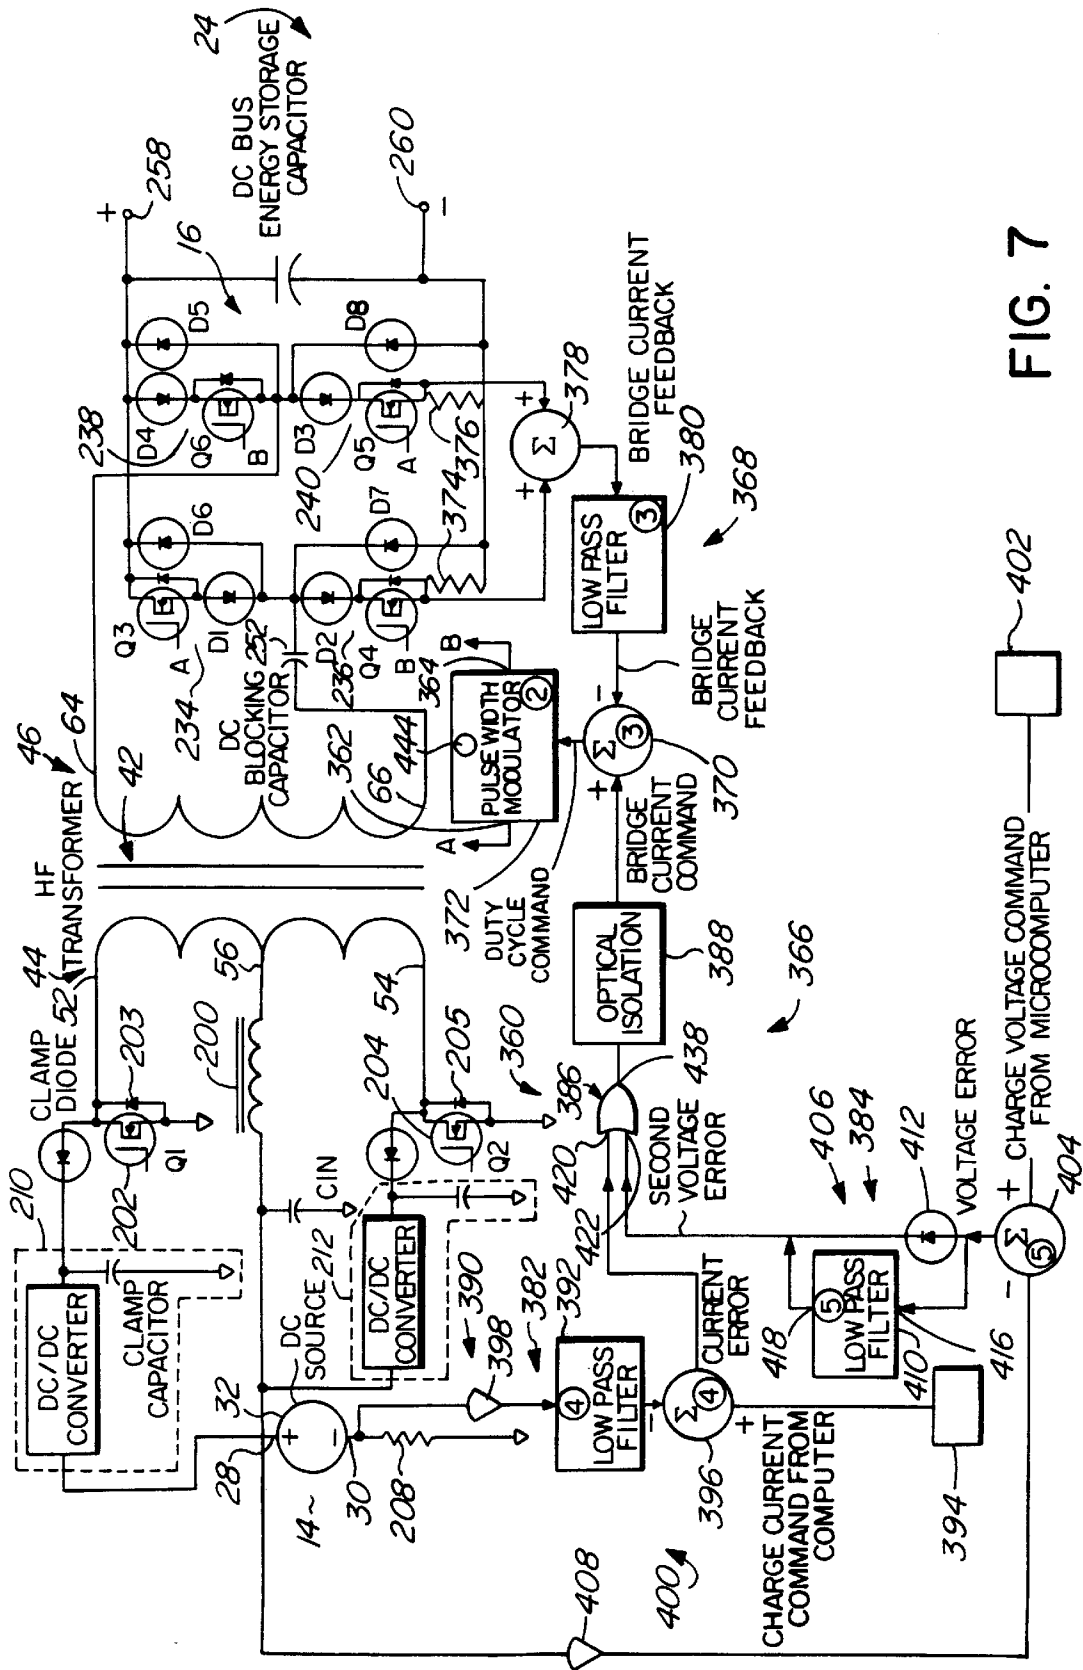 24
DC BUS
ENERGY STORAGE
CAPACITOR
+
258
260
-
16
D5
D4
238
Q6
B
D3
240
Q5
A
D8
376
374
D6
Q3
A
D1
234
252
DC
BLOCKING
CAPACITOR
D2
236
Q4
B
D7
46
64
42
HF
TRANSFORMER
44
52
CLAMP
DIODE
203
210
202
Q1
DC/DC
CONVERTER
CLAMP
CAPACITOR
200
56
54
66
CIN
204
205
Q2
212
DC/DC
CONVERTER
DC
SOURCE
32
+
-
28
30
14
208
360
362
364
444
A
B
PULSE WIDTH
MODULATOR
2
372
DUTY
CYCLE
COMMAND
Σ
+
+
378
BRIDGE CURRENT
FEEDBACK
LOW PASS
FILTER
3
380
368
BRIDGE
CURRENT
FEEDBACK
Σ
3
-
+
370
BRIDGE
CURRENT
COMMAND
OPTICAL
ISOLATION
388
366
386
438
420
422
SECOND
VOLTAGE
ERROR
390
398
382
392
4
LOW PASS
FILTER
Σ
4
-
+
396
CURRENT
ERROR
400
CHARGE CURRENT
COMMAND FROM
COMPUTER
394
406
384
412
VOLTAGE ERROR
5
LOW PASS
FILTER
418
410
416
Σ
5
-
+
404
CHARGE VOLTAGE COMMAND
FROM MICROCOMPUTER
402
408
FIG. 7